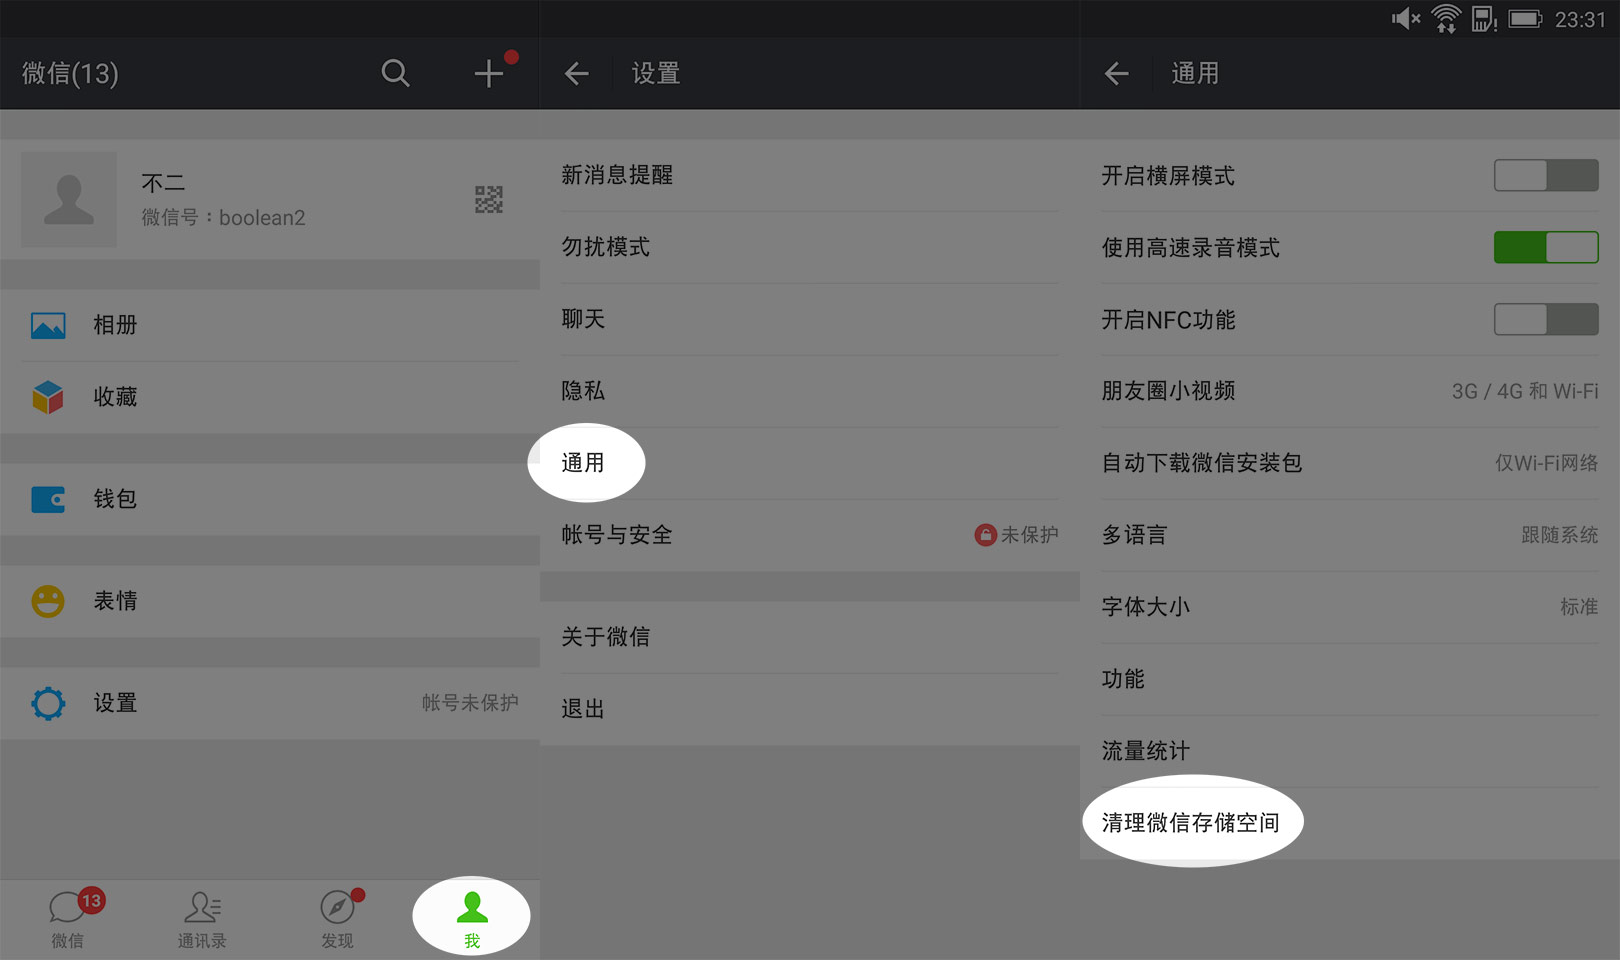 微信(13)
不二
微信号：boolean2
相册
收藏
钱包
表情
设置
帐号未保护
13
微信
通讯录
发现
我
设置
新消息提醒
勿扰模式
聊天
隐私
通用
帐号与安全
未保护
关于微信
退出
23:31
通用
开启横屏模式
使用高速录音模式
开启NFC功能
朋友圈小视频
3G / 4G 和 Wi-Fi
自动下载微信安装包
仅Wi-Fi网络
多语言
跟随系统
字体大小
标准
功能
流量统计
清理微信存储空间